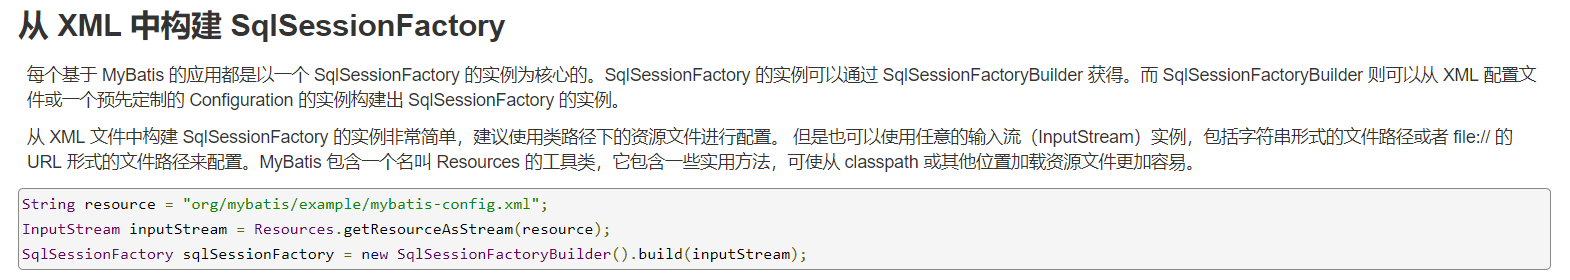 从 XML 中构建 SqlSessionFactory
每个基于 MyBatis 的应用都是以一个 SqlSessionFactory 的实例为核心的。SqlSessionFactory 的实例可以通过 SqlSessionFactoryBuilder 获得。而 SqlSessionFactoryBuilder 则可以从 XML 配置文
件或一个预先定制的 Configuration 的实例构建出 SqlSessionFactory 的实例。
从 XML 文件中构建 SqlSessionFactory 的实例非常简单，建议使用类路径下的资源文件进行配置。 但是也可以使用任意的输入流（InputStream）实例，包括字符串形式的文件路径或者 file:// 的
URL 形式的文件路径来配置。MyBatis 包含一个名叫 Resources 的工具类，它包含一些实用方法，可使从 classpath 或其他位置加载资源文件更加容易。
String resource = "org/mybatis/example/mybatis-config.xml";
InputStream inputStream = Resources.getResourceAsStream(resource);
SqlSessionFactory sqlSessionFactory = new SqlSessionFactoryBuilder().build(inputStream);